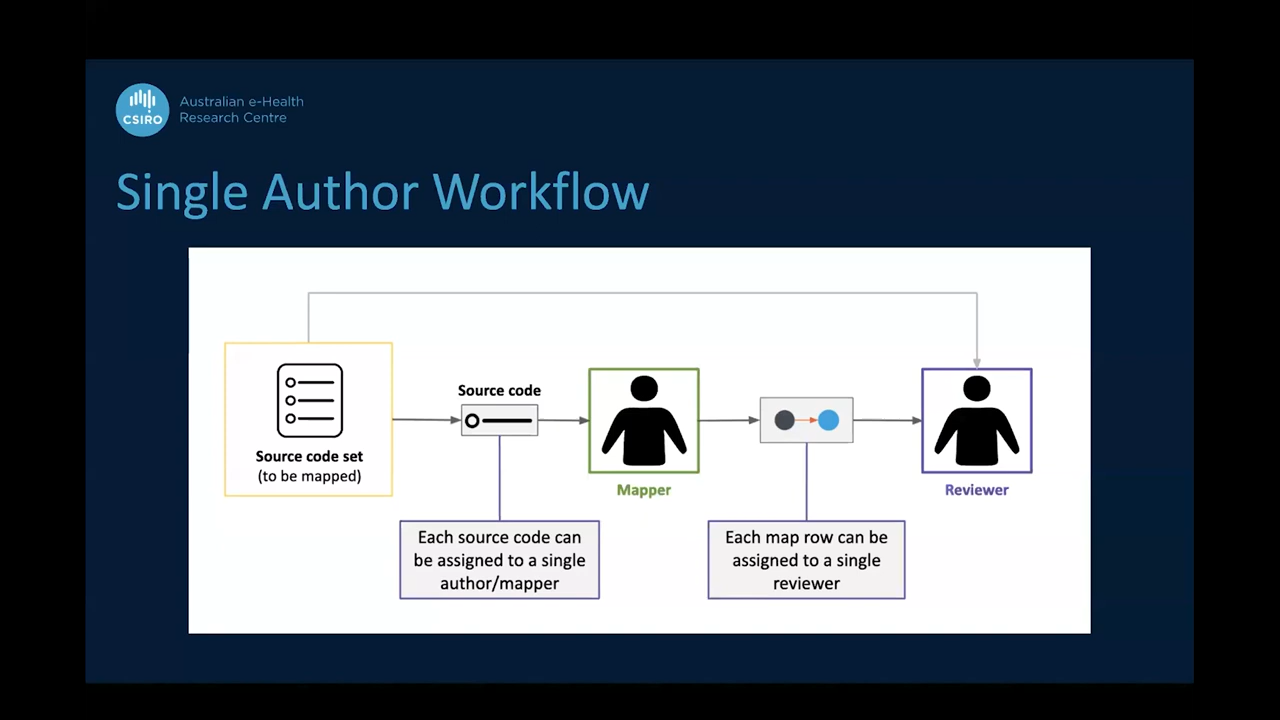 CSIRO
Australian e-Health
Research Centre
Single Author Workflow
Source code set
(to be mapped)
Source code
Mapper
Reviewer
Each source code can
be assigned to a single
author/mapper
Each map row can be
assigned to a single
reviewer